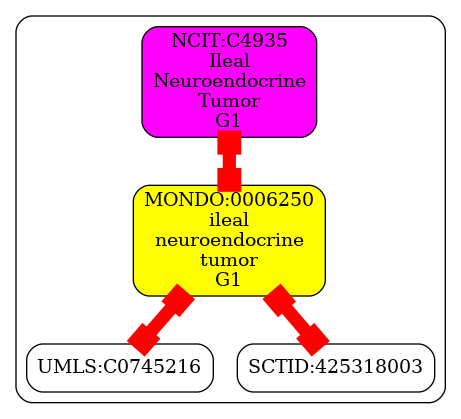 NCIT:C4935
Ileal
Neuroendocrine
Tumor
G1
MONDO:0006250
ileal
neuroendocrine
tumor
G1
UMLS:C0745216
SCTID:425318003